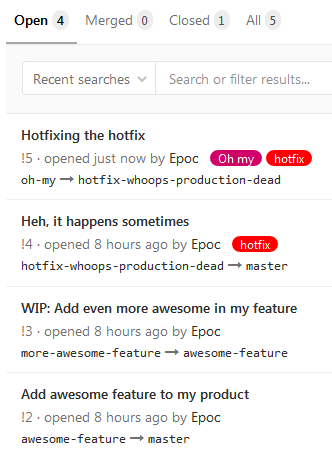 Open 4 Merged 0 Closed 1 All 5
Recent searches Search or filter results...
Hotfixing the hotfix
!5 · opened just now by Epoc Oh my hotfix
oh-my → hotfix-whoops-production-dead
Heh, it happens sometimes
!4 · opened 8 hours ago by Epoc hotfix
hotfix-whoops-production-dead → master
WIP: Add even more awesome in my feature
!3 · opened 8 hours ago by Epoc
more-awesome-feature → awesome-feature
Add awesome feature to my product
!2 · opened 8 hours ago by Epoc
awesome-feature → master